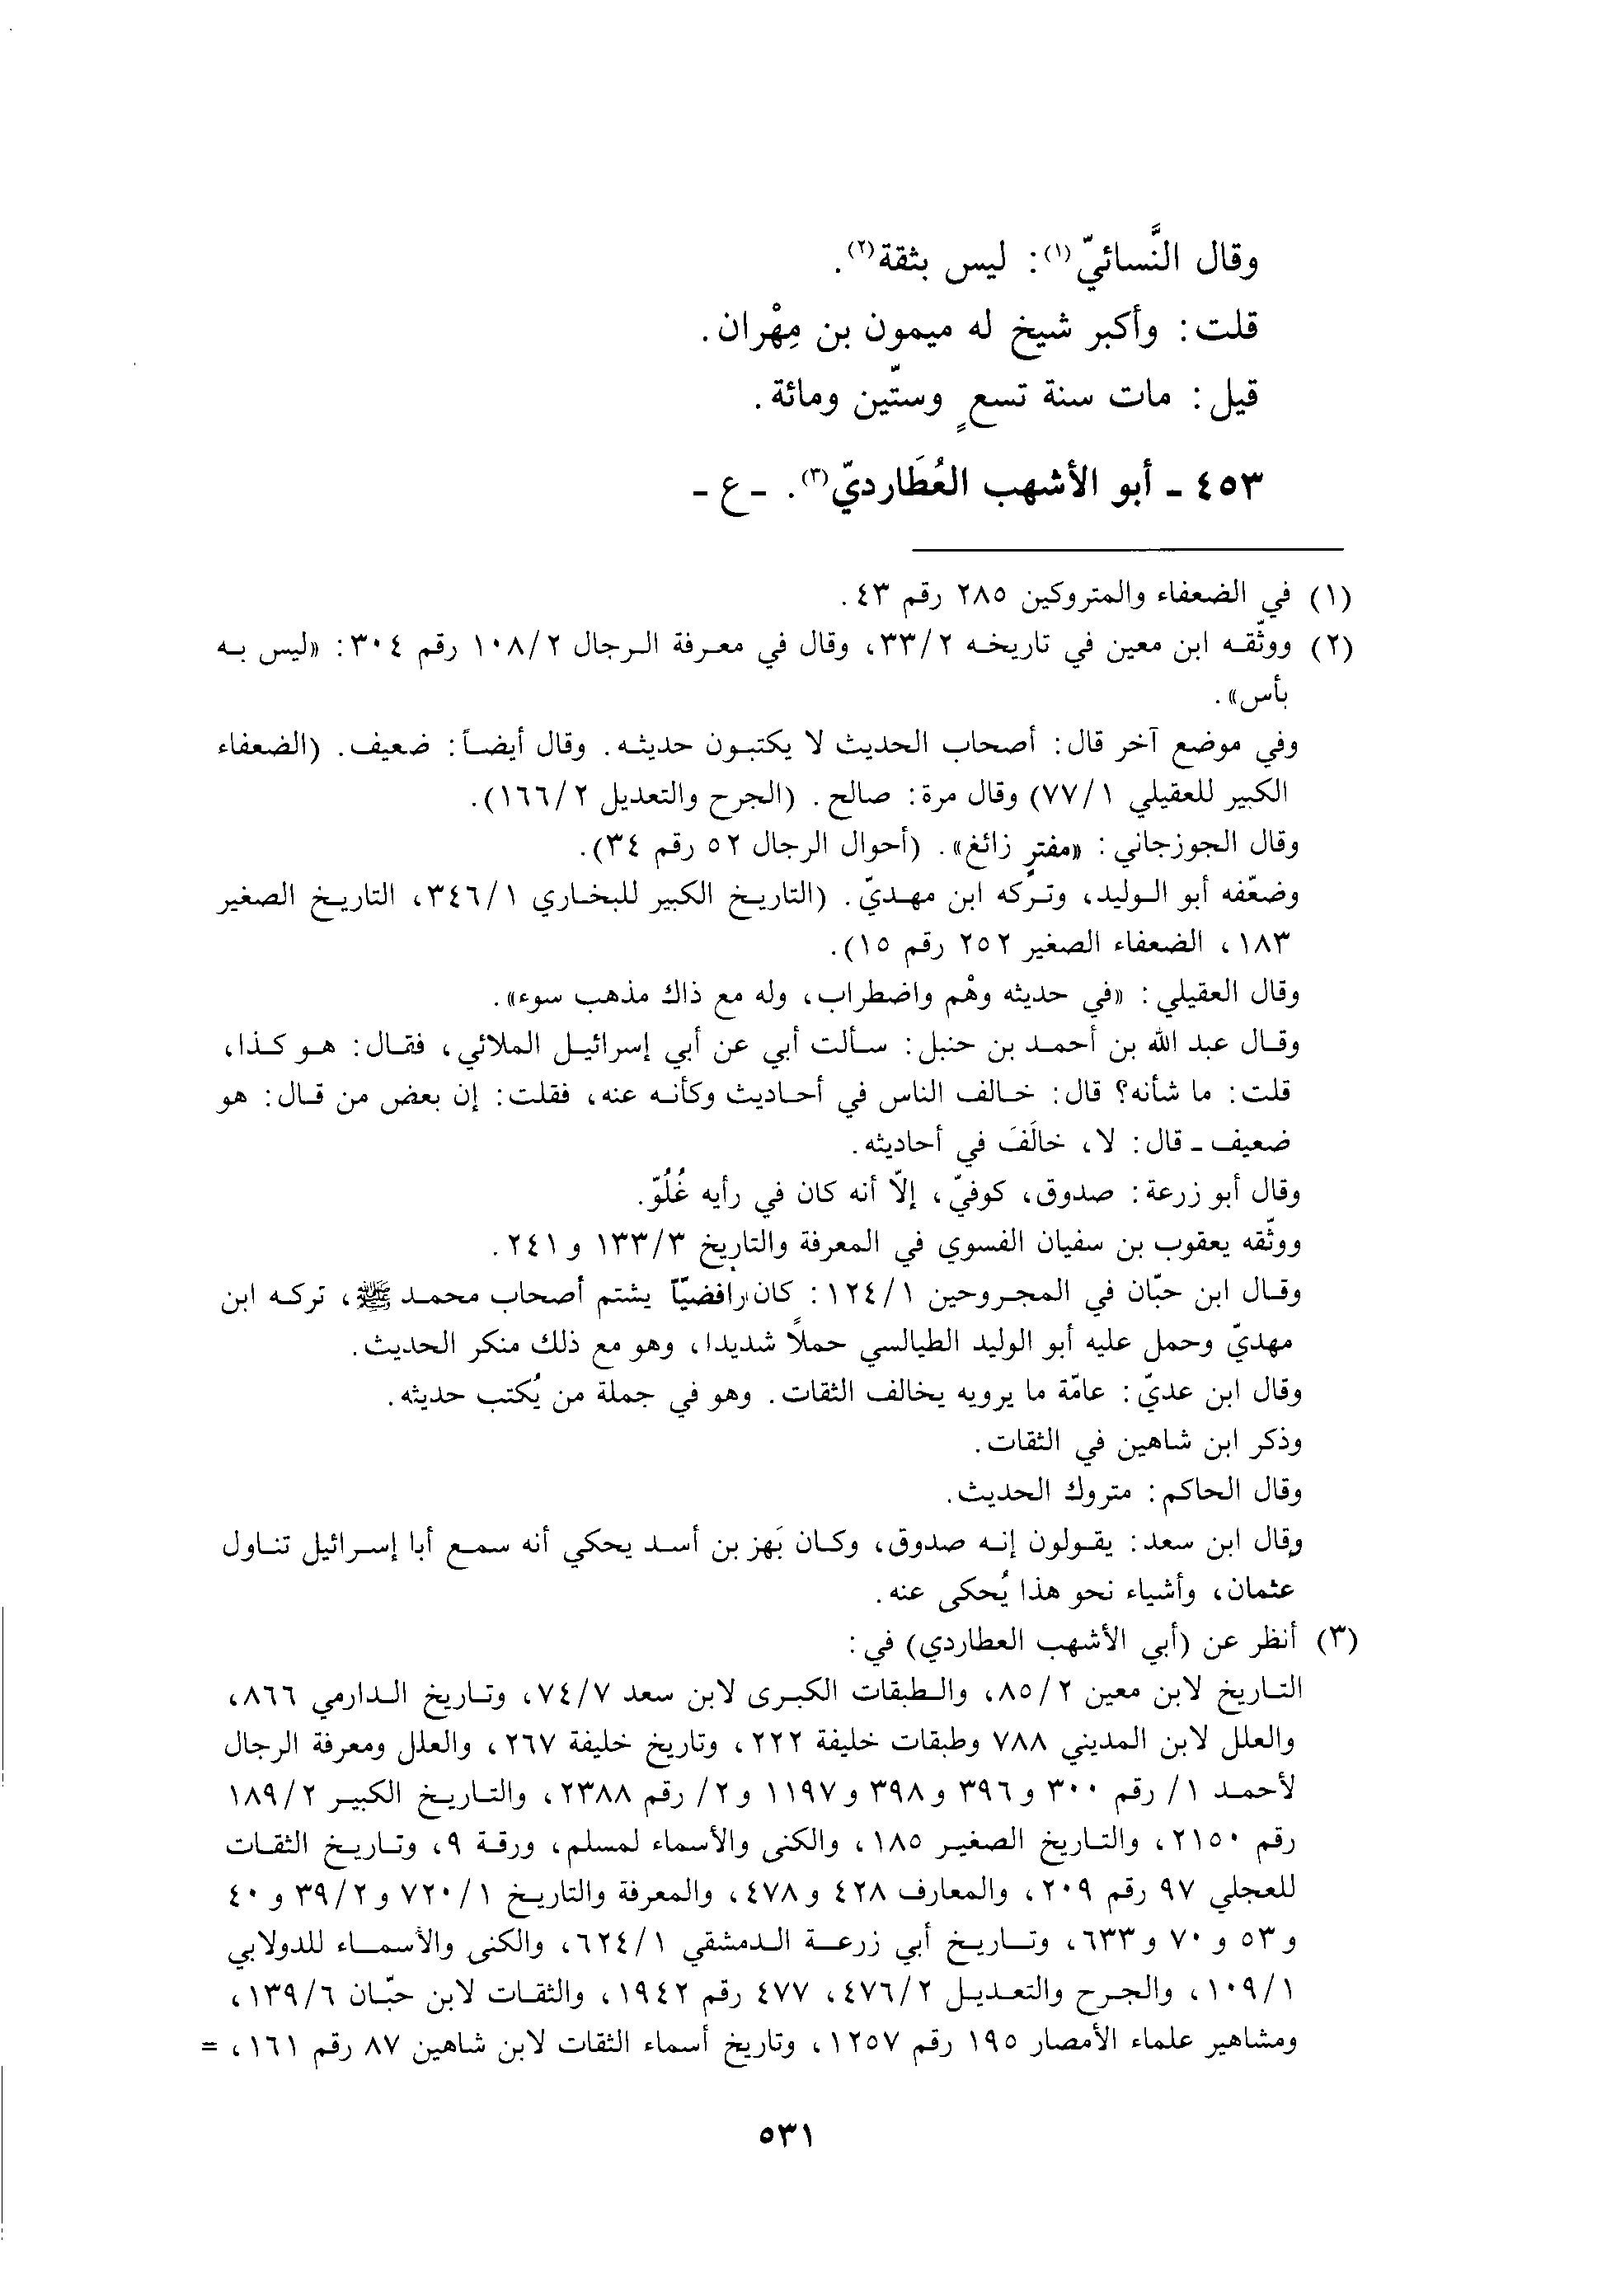 وقال النَّسائيّ(١): ليس بثقة(٢).
قلت: وأكبر شيخ له ميمون بن مِهْران.
قيل: مات سنة تسعٍ وستّين ومائة.
٤٥٣ ـ أبو الأشهب العُطَارديّ(٣). ـ ع ـ
(١) في الضعفاء والمتروكين ٢٨٥ رقم ٤٣.
(٢) ووثّقه ابن معين في تاريخه ٣٣/٢، وقال في معرفة الرجال ١٠٨/٢ رقم ٣٠٤: «ليس به
بأس».
وفي موضع آخر قال: أصحاب الحديث لا يكتبون حديثه. وقال أيضاً: ضعيف. (الضعفاء
الكبير للعقيلي ٧٧/١) وقال مرة: صالح. (الجرح والتعديل ١٦٦/٢).
وقال الجوزجاني: «مفترٍ زائغ». (أحوال الرجال ٥٢ رقم ٣٤).
وضعّفه أبو الوليد، وتركه ابن مهديّ. (التاريخ الكبير للبخاري ٣٤٦/١، التاريخ الصغير
١٨٣، الضعفاء الصغير ٢٥٢ رقم ١٥).
وقال العقيلي: «في حديثه وهْم واضطراب، وله مع ذاك مذهب سوء».
وقال عبد الله بن أحمد بن حنبل: سألت أبي عن أبي إسرائيل الملائي، فقال: هو كذا،
قلت: ما شأنه؟ قال: خالف الناس في أحاديث وكأنه عنه، فقلت: إن بعض من قال: هو
ضعيف ـ قال: لا، خالَفَ في أحاديثه.
وقال أبو زرعة: صدوق، كوفيّ، إلّا أنه كان في رأيه غُلُوّ.
ووثّقه يعقوب بن سفيان الفسوي في المعرفة والتاريخ ١٣٣/٣ و٢٤١.
وقال ابن حبّان في المجروحين ١٢٤/١: كان رافضيّاً يشتم أصحاب محمد ﷺ، تركه ابن
مهديّ وحمل عليه أبو الوليد الطيالسي حملاً شديدا، وهو مع ذلك منكر الحديث.
وقال ابن عديّ: عامّة ما يرويه يخالف الثقات. وهو في جملة من يُكتب حديثه.
وذكر ابن شاهين في الثقات.
وقال الحاكم: متروك الحديث.
وقال ابن سعد: يقولون إنه صدوق، وكان بَهز بن أسد يحكي أنه سمع أبا إسرائيل تناول
عثمان، وأشياء نحو هذا يُحكى عنه.
(٣) أنظر عن (أبي الأشهب العطاردي) في:
التاريخ لابن معين ٨٥/٢، والطبقات الكبرى لابن سعد ٧٤/٧، وتاريخ الدارمي ٨٦٦،
والعلل لابن المديني ٧٨٨ وطبقات خليفة ٢٢٢، وتاريخ خليفة ٢٦٧، والعلل ومعرفة الرجال
لأحمد ١/ رقم ٣٠٠ و٣٩٦ و٣٩٨ و١١٩٧ و٢/ رقم ٢٣٨٨، والتاريخ الكبير ١٨٩/٢
رقم ٢١٥٠، والتاريخ الصغير ١٨٥، والكنى والأسماء لمسلم، ورقة ٩، وتاريخ الثقات
للعجلي ٩٧ رقم ٢٠٩، والمعارف ٤٢٨ و٤٧٨، والمعرفة والتاريخ ٧٢٠/١ و٣٩/٢ و٤٠
و٥٣ و٧٠ و٦٣٣، وتاريخ أبي زرعة الدمشقي ٦٢٤/١، والكنى والأسماء للدولابي
١٠٩/١، والجرح والتعديل ٤٧٦/٢، ٤٧٧ رقم ١٩٤٢، والثقات لابن حبّان ١٣٩/٦،
ومشاهير علماء الأمصار ١٩٥ رقم ١٢٥٧، وتاريخ أسماء الثقات لابن شاهين ٨٧ رقم ١٦١، =
٥٣١